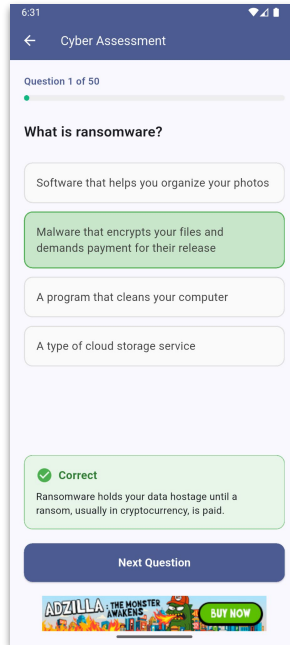 6:31
Cyber Assessment
Question 1 of 50
What is ransomware?
Software that helps you organize your photos
Malware that encrypts your files and
demands payment for their release
A program that cleans your computer
A type of cloud storage service
Correct
Ransomware holds your data hostage until a
ransom, usually in cryptocurrency, is paid.
Next Question
ADZILLA: THE MONSTER
AWAKENS
BUY NOW